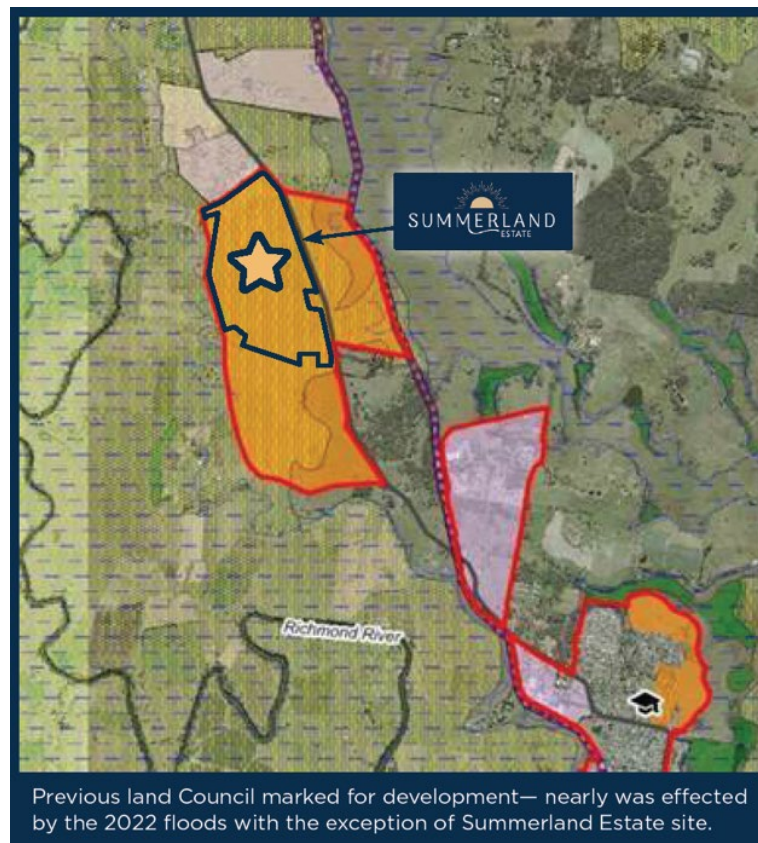 SUMMERLAND
ESTATE
Richmond River
Previous land Council marked for development— nearly was effected
by the 2022 floods with the exception of Summerland Estate site.